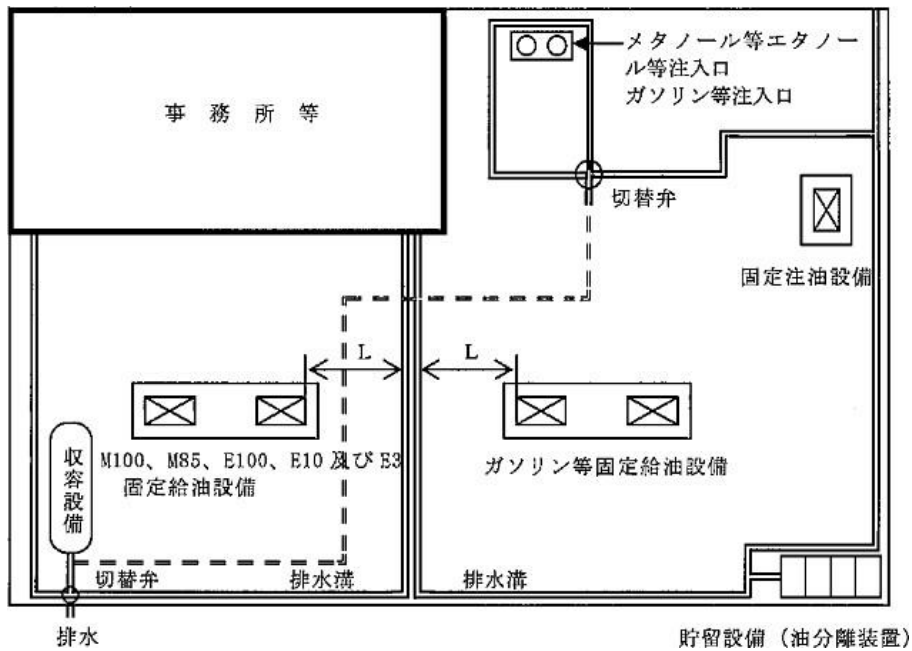 事務所等
メタノール等エタノー
ル等注入口
ガソリン等注入口
切替弁
固定注油設備
L
L
収容設備
M100、M85、E100、E10 及び E3
固定給油設備
ガソリン等固定給油設備
切替弁
排水溝
排水溝
排水
貯留設備（油分離装置）